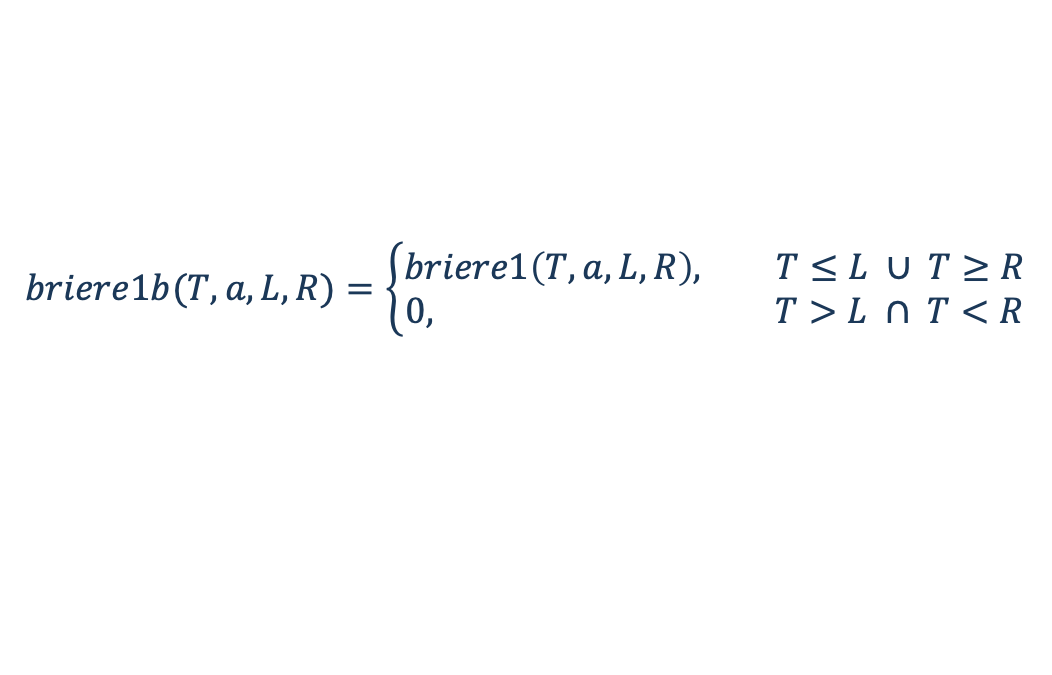 briere1b(T, a, L, R) = { briere1(T, a, L, R), T ≤ L ∪ T ≥ R
0, T > L ∩ T < R